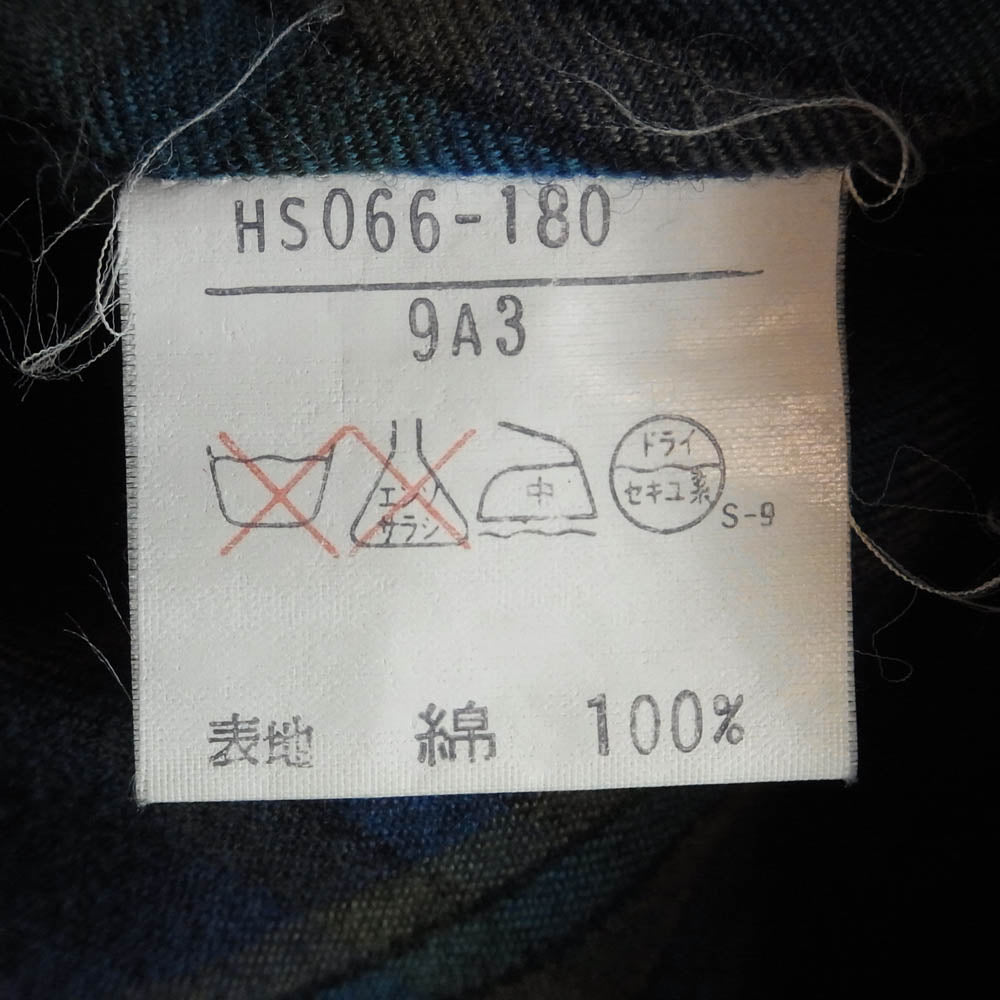 HS066-180
9A3
エンソ
サラシ
中
ドライ
セキユ系
S-9
表地 綿 100%